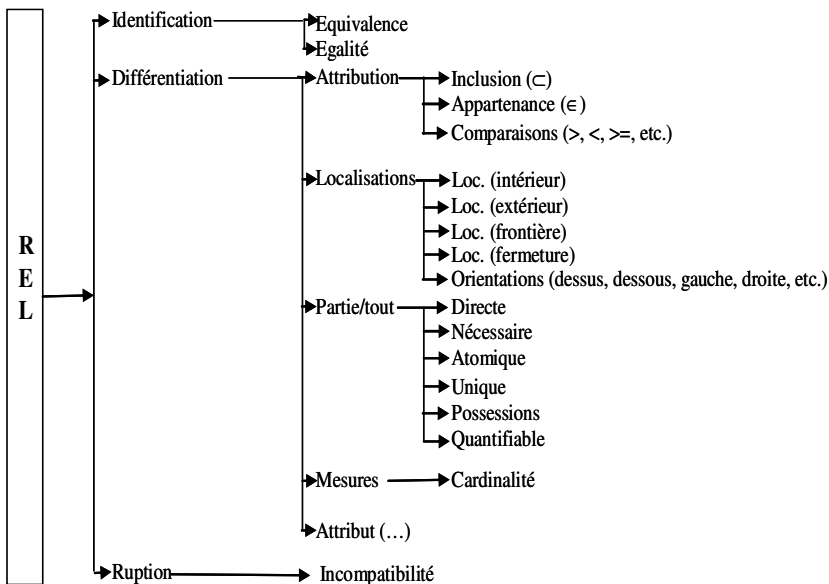 REL
Identification
Equivalence
Egalité
Différentiation
Attribution
Inclusion (⊂)
Appartenance (∈)
Comparaisons (>, <, >=, etc.)
Localisations
Loc. (intérieur)
Loc. (extérieur)
Loc. (frontière)
Loc. (fermeture)
Orientations (dessus, dessous, gauche, droite, etc.)
Partie/tout
Directe
Nécessaire
Atomique
Unique
Possessions
Quantifiable
Mesures
Cardinalité
Attribut (…)
Ruption
Incompatibilité